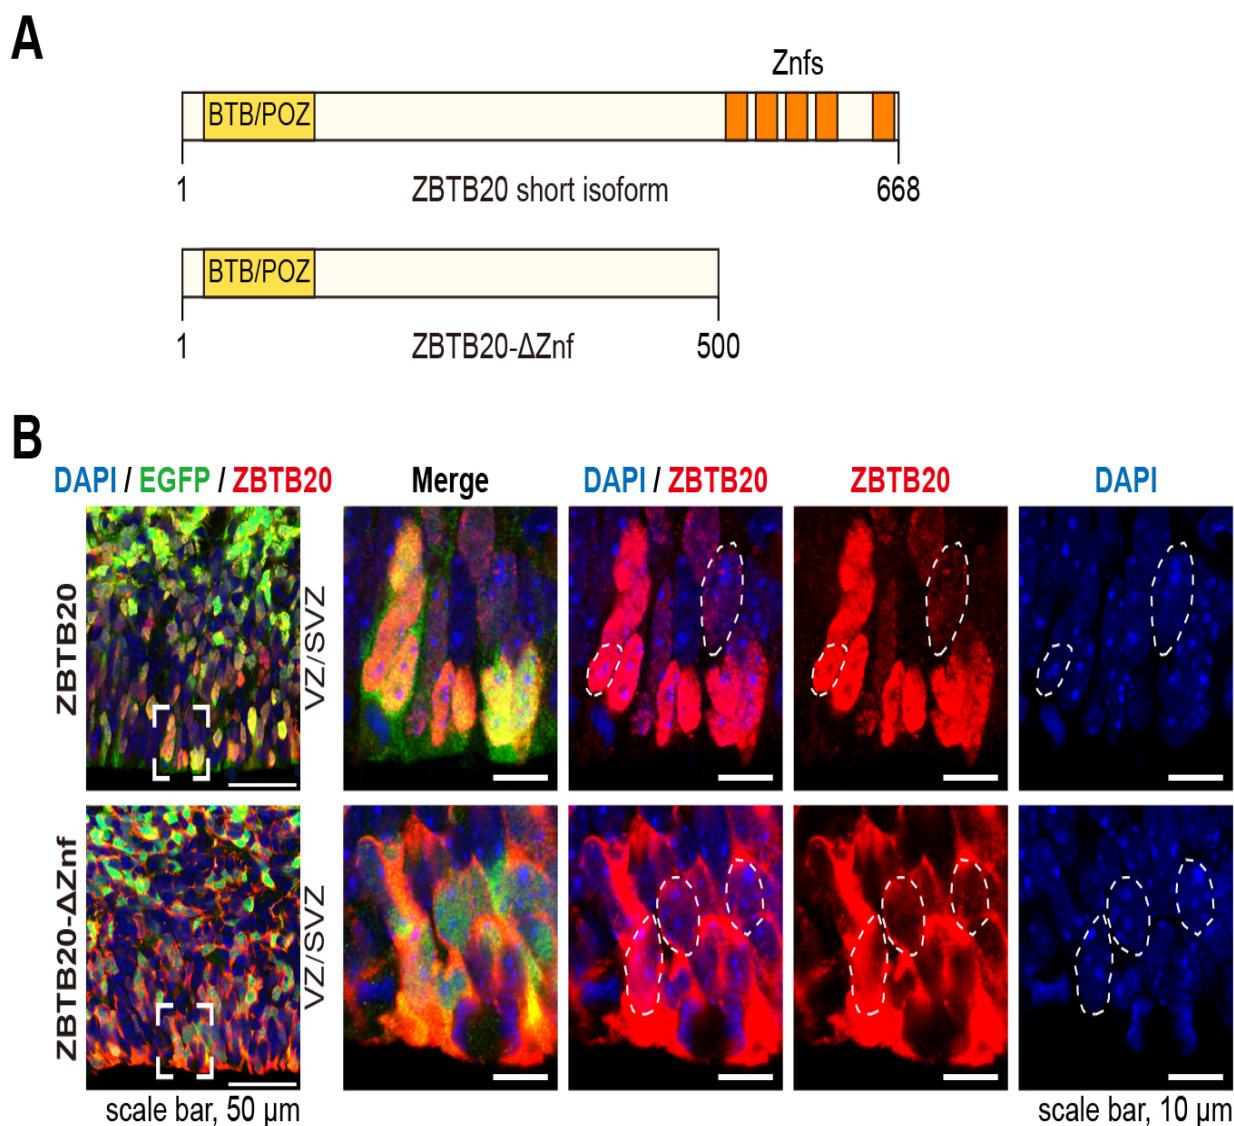 A
Znfs
BTB/POZ
1
ZBTB20 short isoform
668
BTB/POZ
1
ZBTB20-ΔZnf
500
B
DAPI / EGFP / ZBTB20
Merge
DAPI / ZBTB20
ZBTB20
DAPI
ZBTB20
VZ/SVZ
ZBTB20-ΔZnf
VZ/SVZ
scale bar, 50 μm
scale bar, 10 μm